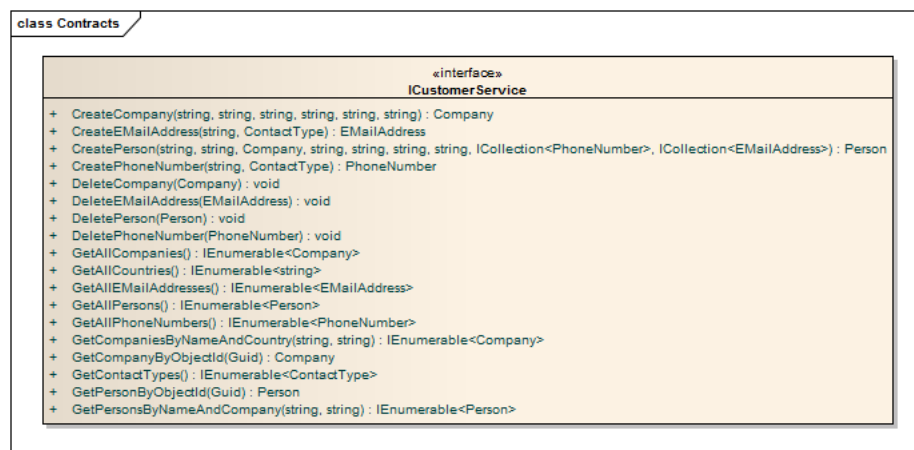 class Contracts
«interface»
ICustomerService
+ CreateCompany(string, string, string, string, string, string) : Company
+ CreateEMailAddress(string, ContactType) : EMailAddress
+ CreatePerson(string, string, Company, string, string, string, string, ICollection<PhoneNumber>, ICollection<EMailAddress>) : Person
+ CreatePhoneNumber(string, ContactType) : PhoneNumber
+ DeleteCompany(Company) : void
+ DeleteEMailAddress(EMailAddress) : void
+ DeletePerson(Person) : void
+ DeletePhoneNumber(PhoneNumber) : void
+ GetAllCompanies() : IEnumerable<Company>
+ GetAllCountries() : IEnumerable<string>
+ GetAllEMailAddresses() : IEnumerable<EMailAddress>
+ GetAllPersons() : IEnumerable<Person>
+ GetAllPhoneNumbers() : IEnumerable<PhoneNumber>
+ GetCompaniesByNameAndCountry(string, string) : IEnumerable<Company>
+ GetCompanyByObjectId(Guid) : Company
+ GetContactTypes() : IEnumerable<ContactType>
+ GetPersonByObjectId(Guid) : Person
+ GetPersonsByNameAndCompany(string, string) : IEnumerable<Person>